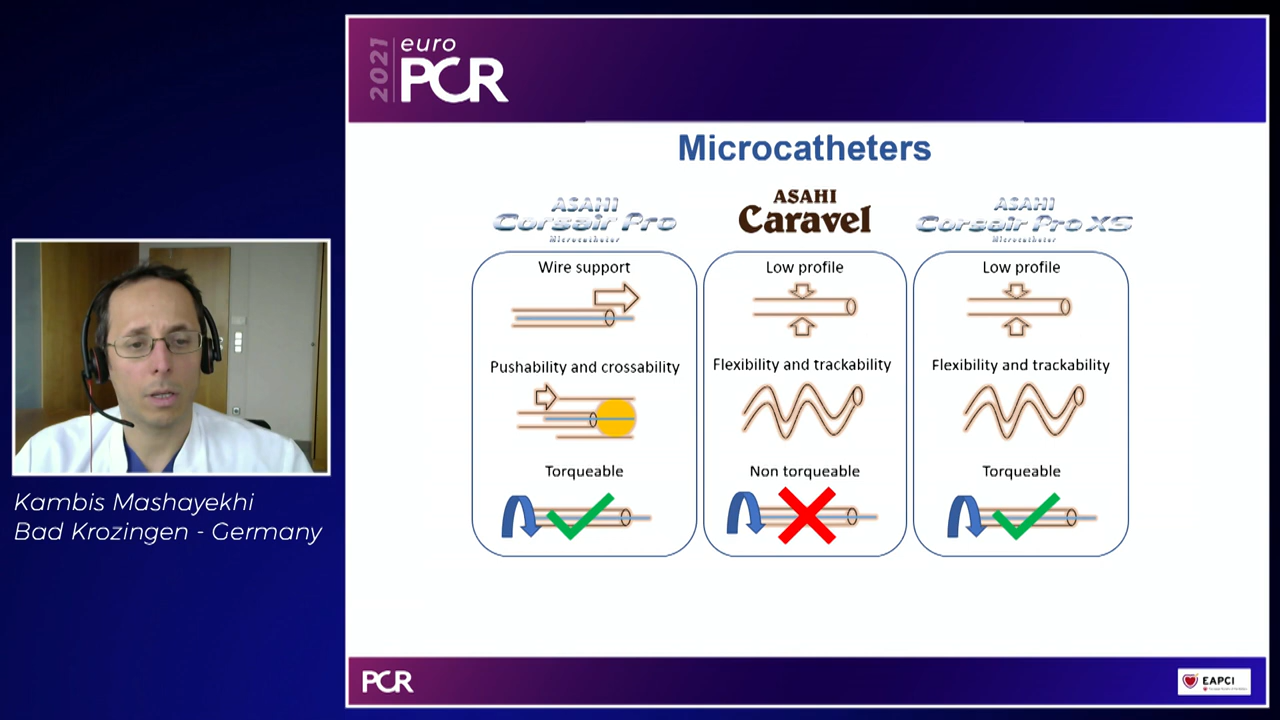 2021
euro
PCR
Microcatheters
ASAHI
Corsair Pro
Microcatheter
Wire support
Pushability and crossability
Torqueable
ASAHI
Caravel
Low profile
Flexibility and trackability
Non torqueable
ASAHI
Corsair Pro XS
Microcatheter
Low profile
Flexibility and trackability
Torqueable
Kambis Mashayekhi
Bad Krozingen - Germany
PCR
EAPCI